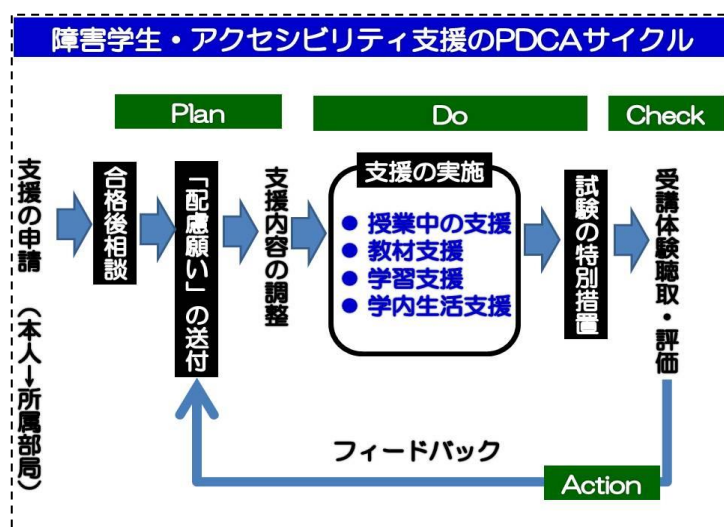 障害学生・アクセシビリティ支援のPDCAサイクル
Plan
Do
Check
支援の申請
(本人→所属部局)
合格後相談
「配慮願い」の送付
支援内容の調整
支援の実施
● 授業中の支援
● 教材支援
● 学習支援
● 学内生活支援
試験の特別措置
受講体験聴取・評価
フィードバック
Action